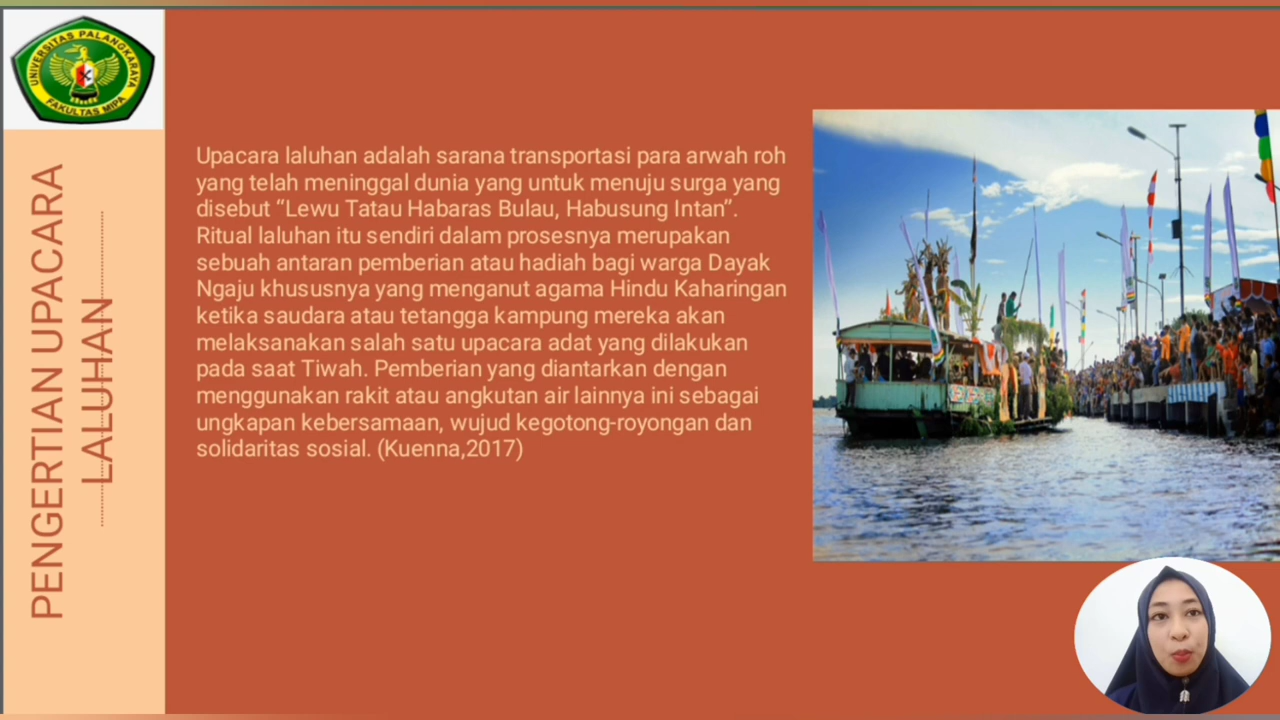 UNIVERSITAS PALANGKARAYA
FAKULTAS MIPA
PENGERTIAN UPACARA
LALUHAN
Upacara laluhan adalah sarana transportasi para arwah roh
yang telah meninggal dunia yang untuk menuju surga yang
disebut “Lewu Tatau Habaras Bulau, Habusung Intan”.
Ritual laluhan itu sendiri dalam prosesnya merupakan
sebuah antaran pemberian atau hadiah bagi warga Dayak
Ngaju khususnya yang menganut agama Hindu Kaharingan
ketika saudara atau tetangga kampung mereka akan
melaksanakan salah satu upacara adat yang dilakukan
pada saat Tiwah. Pemberian yang diantarkan dengan
menggunakan rakit atau angkutan air lainnya ini sebagai
ungkapan kebersamaan, wujud kegotong-royongan dan
solidaritas sosial. (Kuenna,2017)